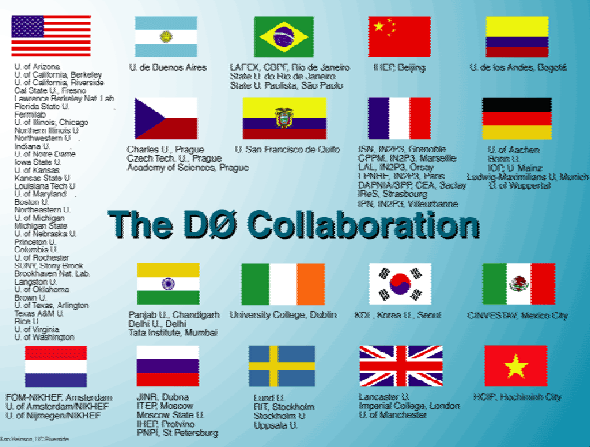 U. of Arizona
U. of California, Berkeley
U. of California, Riverside
Cal State U., Fresno
Lawrence Berkeley Nat. Lab.
Florida State U.
Fermilab
U. of Illinois, Chicago
Northern Illinois U.
Northwestern U.
Indiana U.
U. of Notre Dame
Iowa State U.
U. of Kansas
Kansas State U.
Louisiana Tech U.
U. of Maryland
Boston U.
Northeastern U.
U. of Michigan
Michigan State
U. of Nebraska U.
Princeton U.
Columbia U.
U. of Rochester
SUNY, Stony Brook
Brookhaven Nat. Lab.
Langston U.
U. of Oklahoma
Brown U.
U. of Texas, Arlington
Texas A&M U.
Rice U.
U. of Virginia
U. of Washington
U. de Buenos Aires
LAFEX, CBPF, Rio de Janeiro
State U. do Rio de Janeiro
State U. Paulista, São Paulo
IHEP, Beijing
U. de los Andes, Bogotá
Charles U., Prague
Czech Tech. U., Prague
Academy of Sciences, Prague
U. San Francisco de Quito
ISN, IN2P3, Grenoble
CPPM, IN2P3, Marseille
LAL, IN2P3, Orsay
LPNHE, IN2P3, Paris
DAPNIA/SPP, CEA, Saclay
IReS, Strasbourg
IPN, IN2P3, Villeurbanne
U. of Aachen
Bonn U.
U. Mainz
Ludwig-Maximilians U., Munich
U. of Wuppertal
The DØ Collaboration
Panjab U., Chandigarh
Delhi U., Delhi
Tata Institute, Mumbai
University College, Dublin
KDL, Korea U., Seoul
CINVESTAV, Mexico City
FOM-NIKHEF, Amsterdam
U. of Amsterdam/NIKHEF
U. of Nijmegen/NIKHEF
JINR, Dubna
ITEP, Moscow
Moscow State U.
IHEP, Protvino
PNPI, St Petersburg
Lund U.
RIT, Stockholm
Stockholm U.
Uppsala U.
Lancaster U.
Imperial College, London
U. of Manchester
HCIP, Hochiminh City
UC Riverside